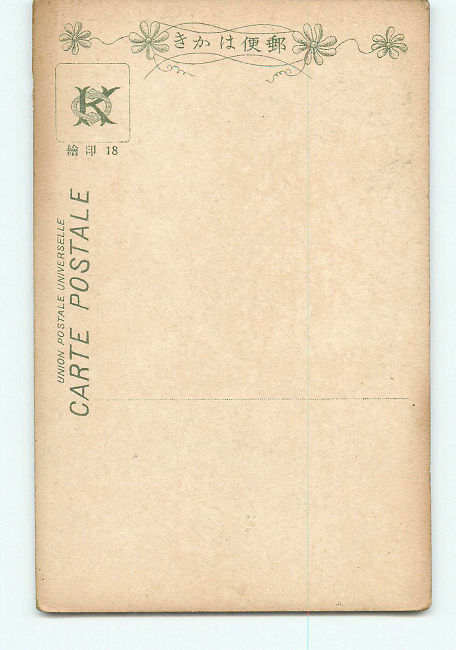 郵便はかき
K
繪 印 18
UNION POSTALE UNIVERSELLE
CARTE POSTALE